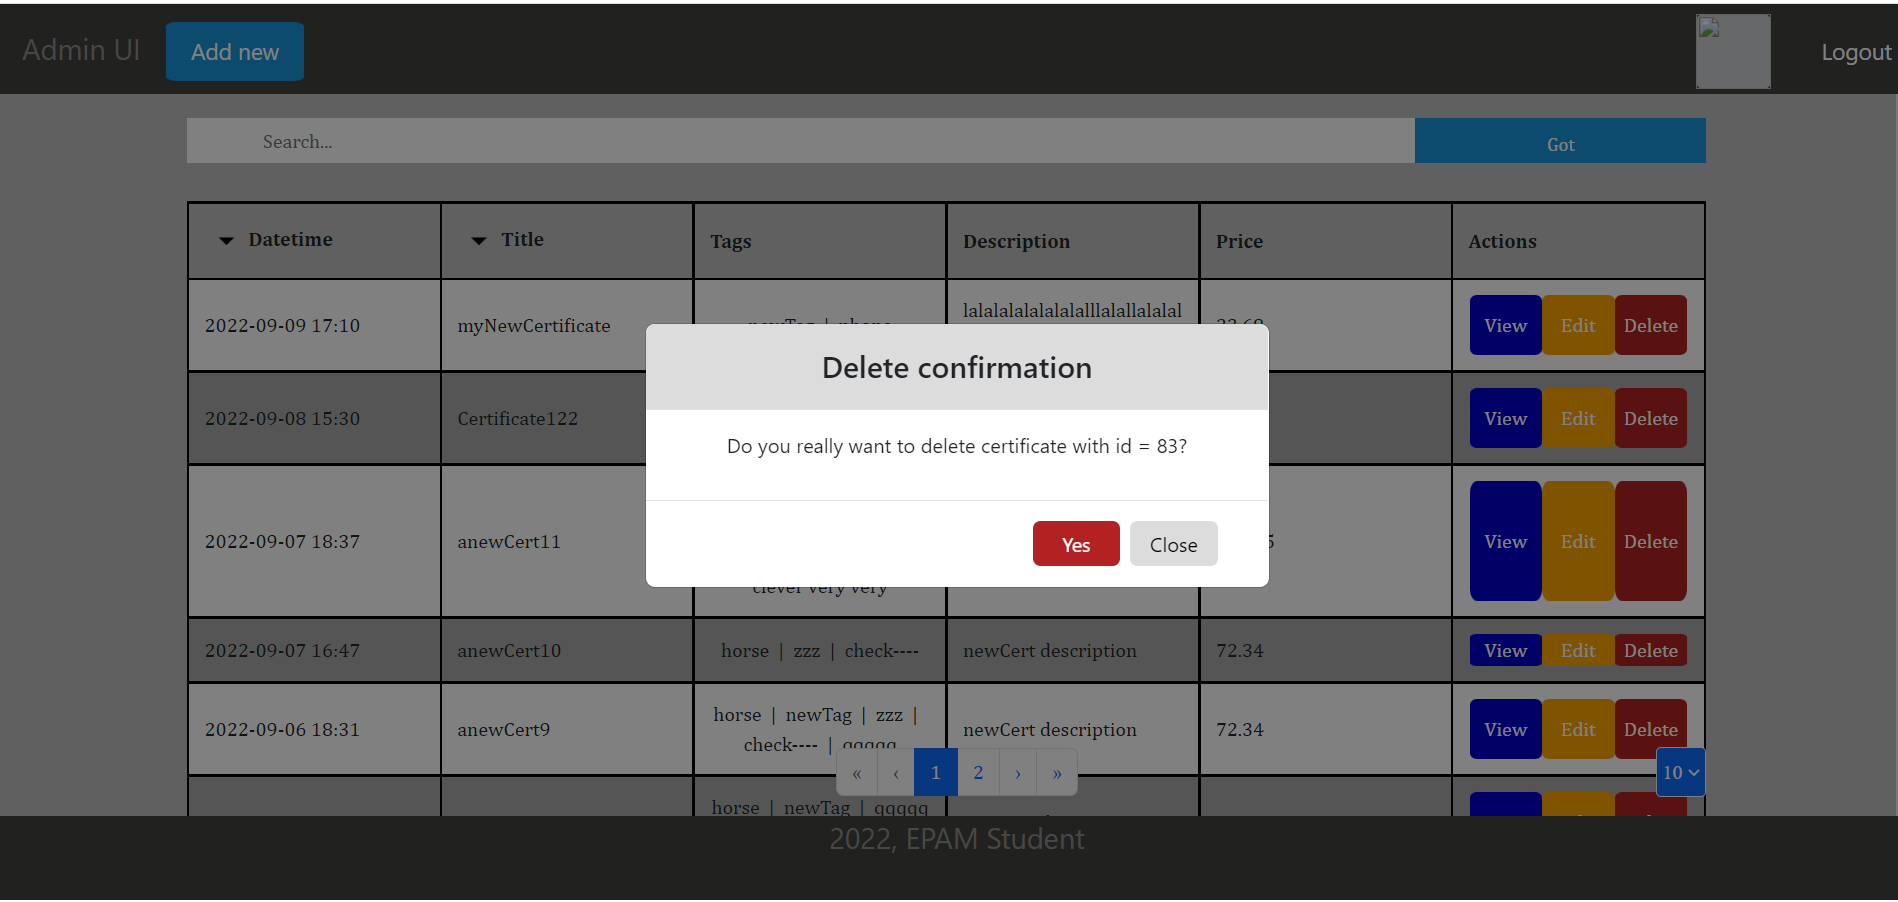 Admin UI Add new Logout
Search... Got
Datetime Title Tags Description Price Actions
lalalalalalalalalllalallalalal
2022-09-09 17:10 myNewCertificate newTag | phone 23.68 View Edit Delete
Delete confirmation
2022-09-08 15:30 Certificate122 View Edit Delete
Do you really want to delete certificate with id = 83?
2022-09-07 18:37 anewCert11 View Edit Delete
Yes Close
clever very very
2022-09-07 16:47 anewCert10 horse | zzz | check---- newCert description 72.34 View Edit Delete
horse | newTag | zzz |
2022-09-06 18:31 anewCert9 newCert description 72.34 View Edit Delete
check---- | qqqqq
« ‹ 1 2 › » 10
horse | newTag | qqqqq
2022, EPAM Student